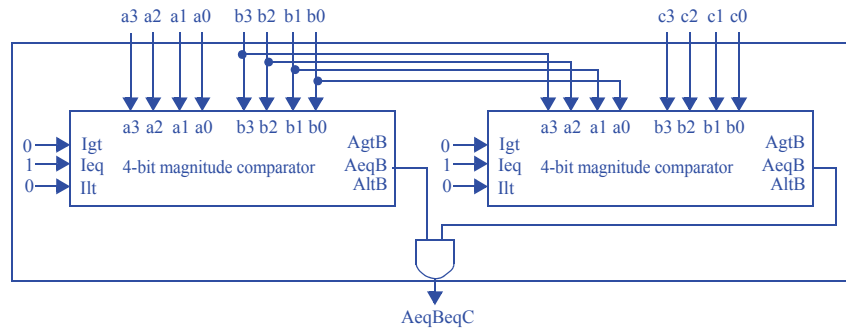 a3 a2 a1 a0 b3 b2 b1 b0 c3 c2 c1 c0
a3 a2 a1 a0 b3 b2 b1 b0 a3 a2 a1 a0 b3 b2 b1 b0
0 Igt AgtB 0 Igt AgtB
1 Ieq 4-bit magnitude comparator AeqB 1 Ieq 4-bit magnitude comparator AeqB
0 Ilt AltB 0 Ilt AltB
AeqBeqC